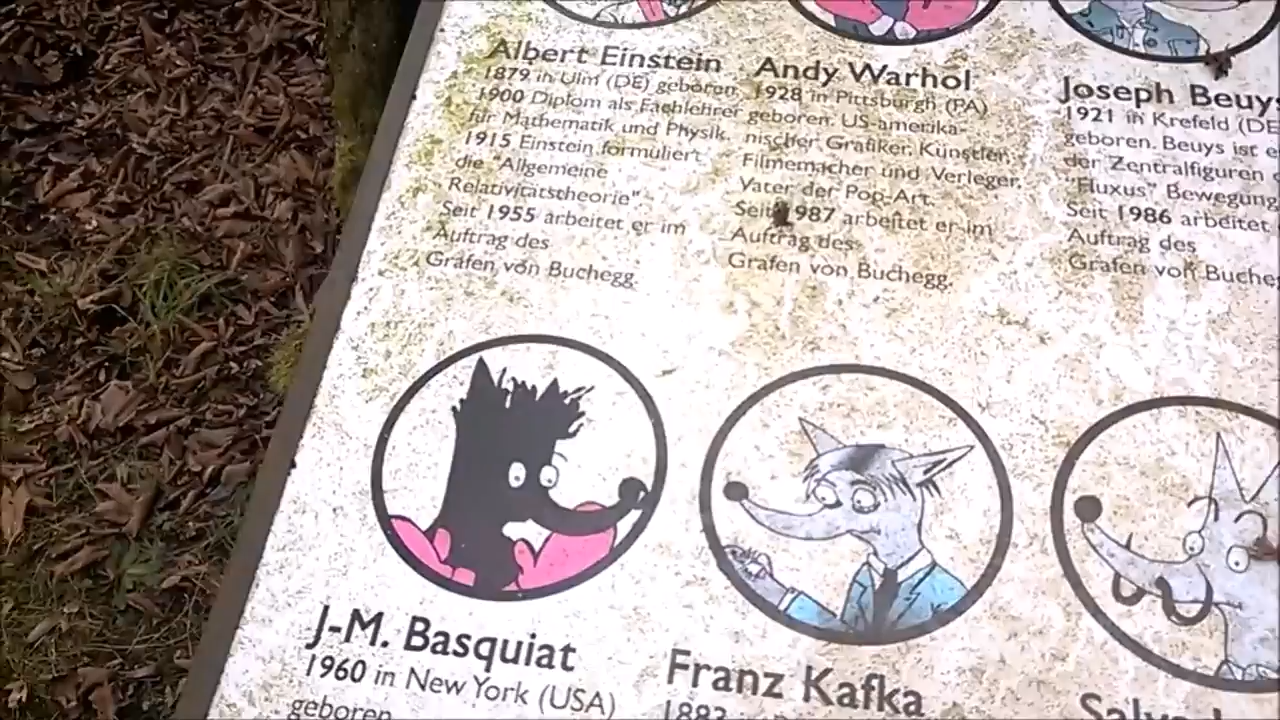 Albert Einstein
1879 in Ulm (DE) geboren.
1900 Diplom als Fachlehrer
für Mathematik und Physik.
1915 Einstein formuliert
die "Allgemeine
Relativitätstheorie"
Seit 1955 arbeitet er im
Auftrag des
Grafen von Buchegg.
Andy Warhol
1928 in Pittsburgh (PA)
geboren. US-amerika-
nischer Grafiker, Künstler,
Filmemacher und Verleger.
Vater der Pop-Art.
Seit 1987 arbeitet er im
Auftrag des
Grafen von Buchegg.
Joseph Beuys
1921 in Krefeld (DE
geboren. Beuys ist e
der Zentralfiguren
"Fluxus" Bewegung
Seit 1986 arbeitet
Auftrag des
Grafen von Buche
J-M. Basquiat
1960 in New York (USA)
geboren
Franz Kafka
1883